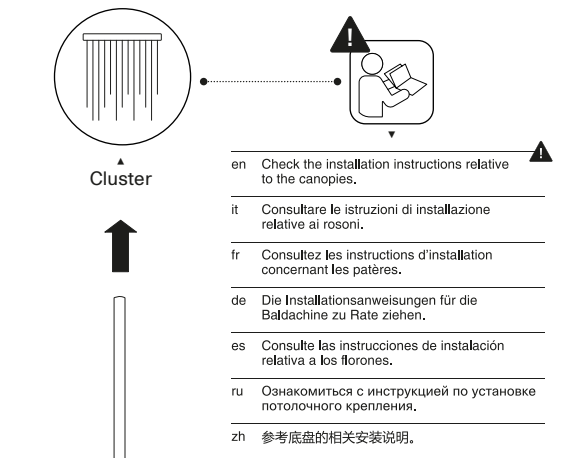 Cluster
en Check the installation instructions relative
to the canopies.
it Consultare le istruzioni di installazione
relative ai rosoni.
fr Consultez les instructions d'installation
concernant les patères.
de Die Installationsanweisungen für die
Baldachine zu Rate ziehen.
es Consulte las instrucciones de instalación
relativa a los florones.
ru Ознакомиться с инструкцией по установке
потолочного крепления.
zh 参考底盘的相关安装说明。